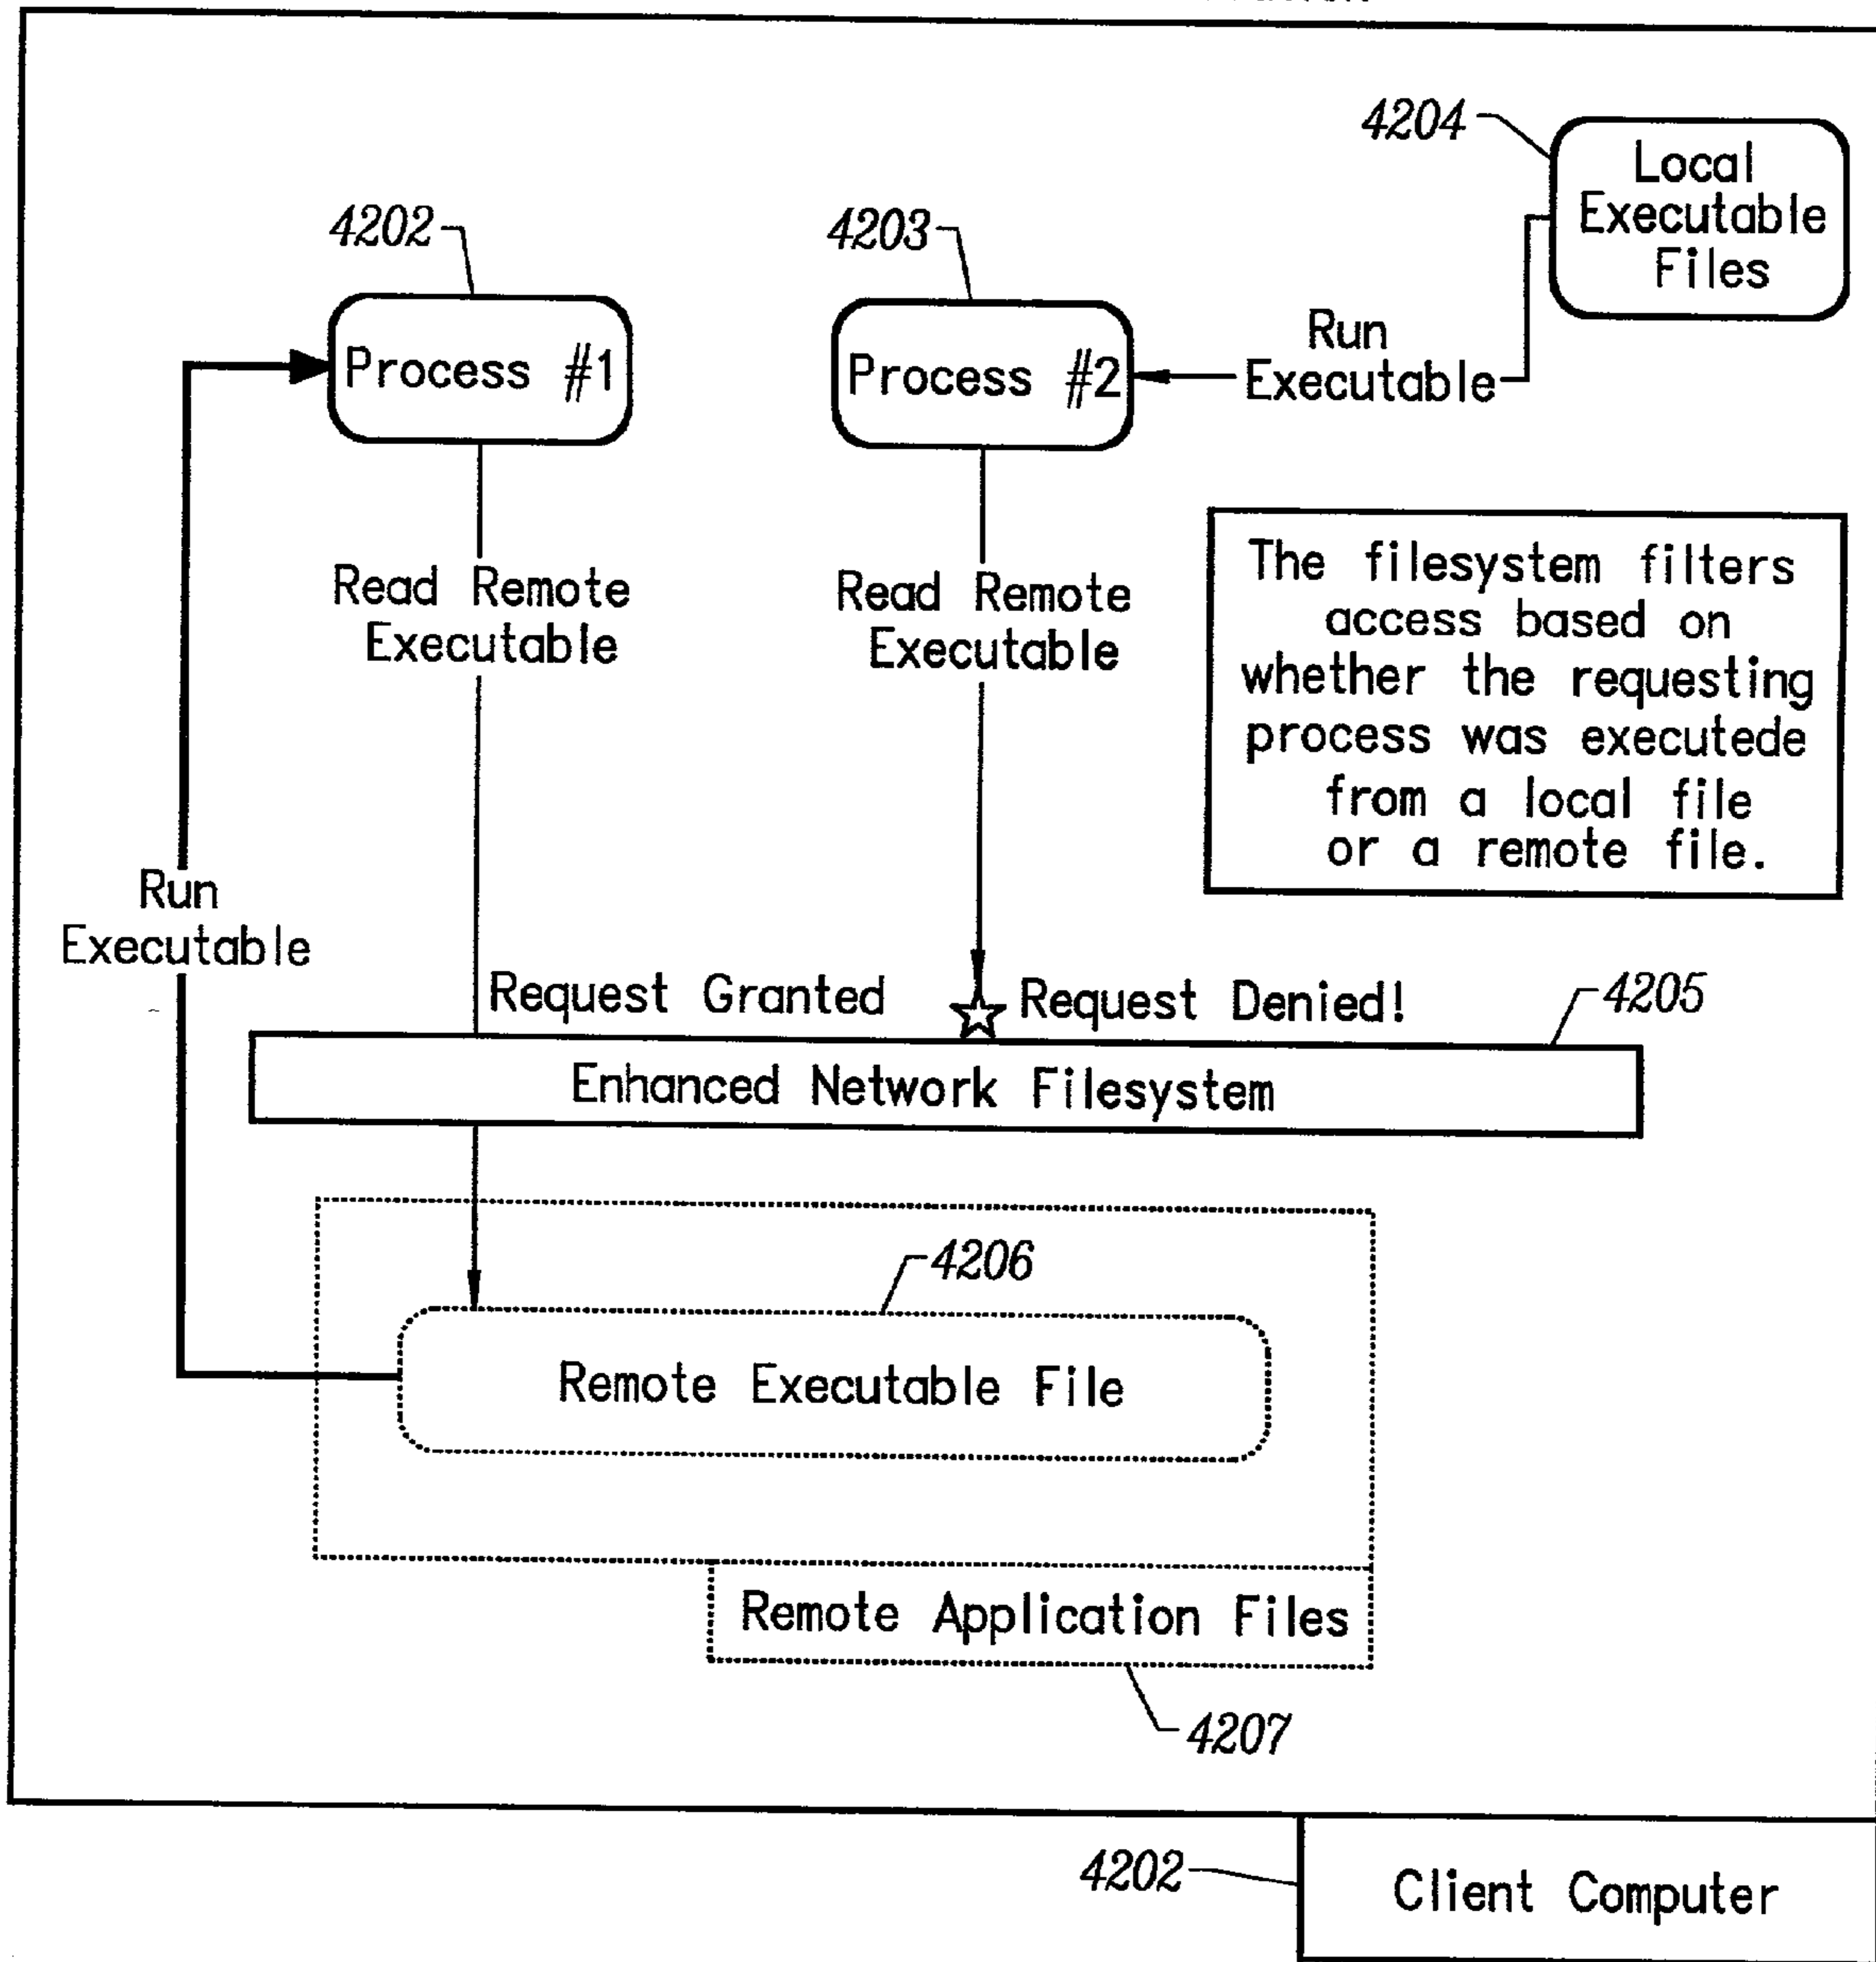 4204
Local
Executable
Files
4202
4203
Process #1
Process #2
Run
Executable
Read Remote
Executable
Read Remote
Executable
The filesystem filters
access based on
whether the requesting
process was executede
from a local file
or a remote file.
Run
Executable
Request Granted
Request Denied!
4205
Enhanced Network Filesystem
4206
Remote Executable File
Remote Application Files
4207
4202
Client Computer